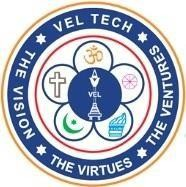 VEL TECH
THE VISION
THE VIRTUES
THE VENTURES
ॐ
VEL